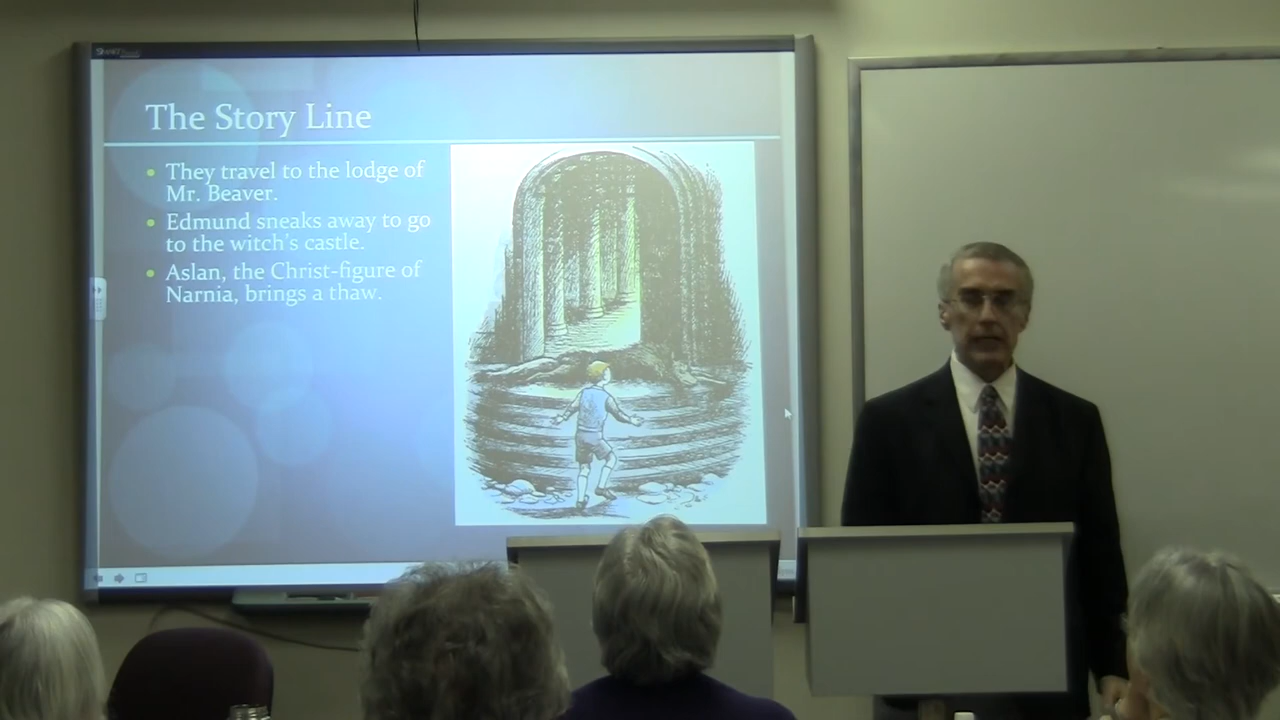 SMART
The Story Line
They travel to the lodge of
Mr. Beaver.
Edmund sneaks away to go
to the witch's castle.
Aslan, the Christ-figure of
Narnia, brings a thaw.